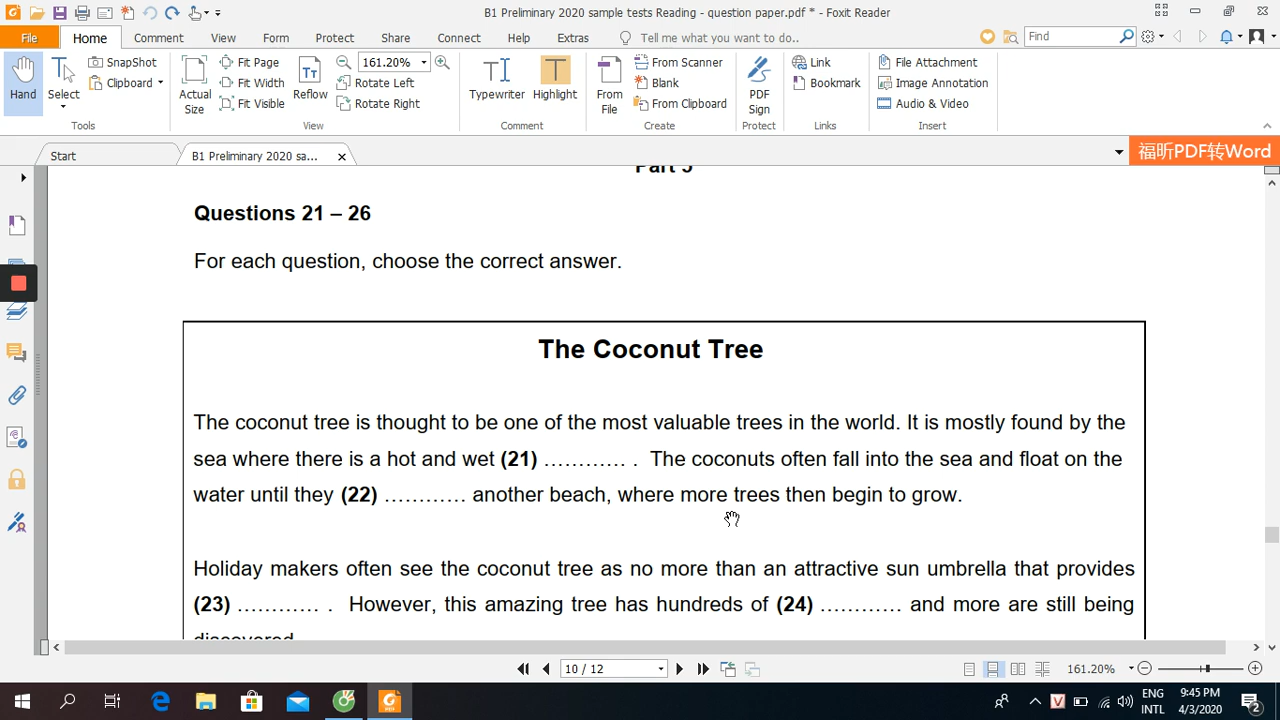 B1 Preliminary 2020 sample tests Reading - question paper.pdf * - Foxit Reader
File Home Comment View Form Protect Share Connect Help Extras Tell me what you want to do.. Find
Hand
Select
SnapShot
Clipboard
Tools
Actual Size
Fit Page
Fit Width
Fit Visible
Reflow
161.20%
Rotate Left
Rotate Right
View
Typewriter
Highlight
Comment
From File
From Scanner
Blank
From Clipboard
Create
PDF Sign
Protect
Link
Bookmark
Links
File Attachment
Image Annotation
Audio & Video
Insert
Start
B1 Preliminary 2020 sa...
福昕PDF转Word
Part 5
Questions 21 – 26
For each question, choose the correct answer.
The Coconut Tree
The coconut tree is thought to be one of the most valuable trees in the world. It is mostly found by the
sea where there is a hot and wet (21) ………… . The coconuts often fall into the sea and float on the
water until they (22) ………… another beach, where more trees then begin to grow.
Holiday makers often see the coconut tree as no more than an attractive sun umbrella that provides
(23) ………… . However, this amazing tree has hundreds of (24) ………… and more are still being
discovered.
10 / 12
161.20%
ENG
INTL
9:45 PM
4/3/2020
2